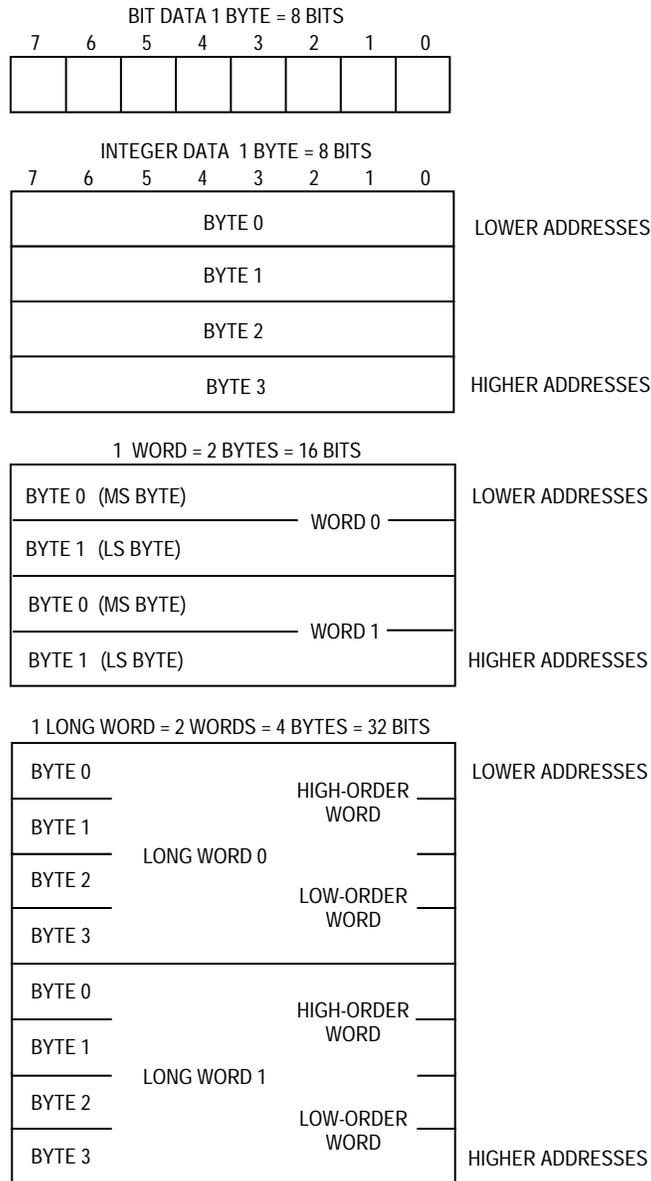 BIT DATA 1 BYTE = 8 BITS
7 6 5 4 3 2 1 0
INTEGER DATA 1 BYTE = 8 BITS
7 6 5 4 3 2 1 0
BYTE 0 LOWER ADDRESSES
BYTE 1
BYTE 2
BYTE 3 HIGHER ADDRESSES
1 WORD = 2 BYTES = 16 BITS
BYTE 0 (MS BYTE) LOWER ADDRESSES
WORD 0
BYTE 1 (LS BYTE)
BYTE 0 (MS BYTE)
WORD 1
BYTE 1 (LS BYTE) HIGHER ADDRESSES
1 LONG WORD = 2 WORDS = 4 BYTES = 32 BITS
BYTE 0 LOWER ADDRESSES
HIGH-ORDER
WORD
BYTE 1
LONG WORD 0
BYTE 2
LOW-ORDER
WORD
BYTE 3
BYTE 0
HIGH-ORDER
WORD
BYTE 1
LONG WORD 1
BYTE 2
LOW-ORDER
WORD
BYTE 3 HIGHER ADDRESSES